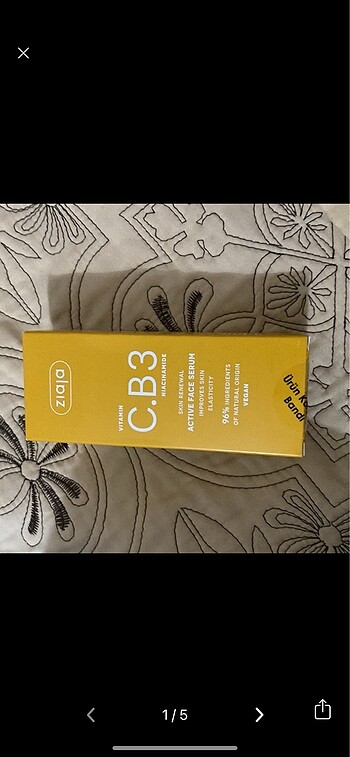 ziaja
VITAMIN
C.B3
NIACINAMIDE
SKIN RENEWAL
ACTIVE FACE SERUM
IMPROVES SKIN
ELASTICITY
96% INGREDIENTS
OF NATURAL ORIGIN
VEGAN
Ürün
Bandı
1/5